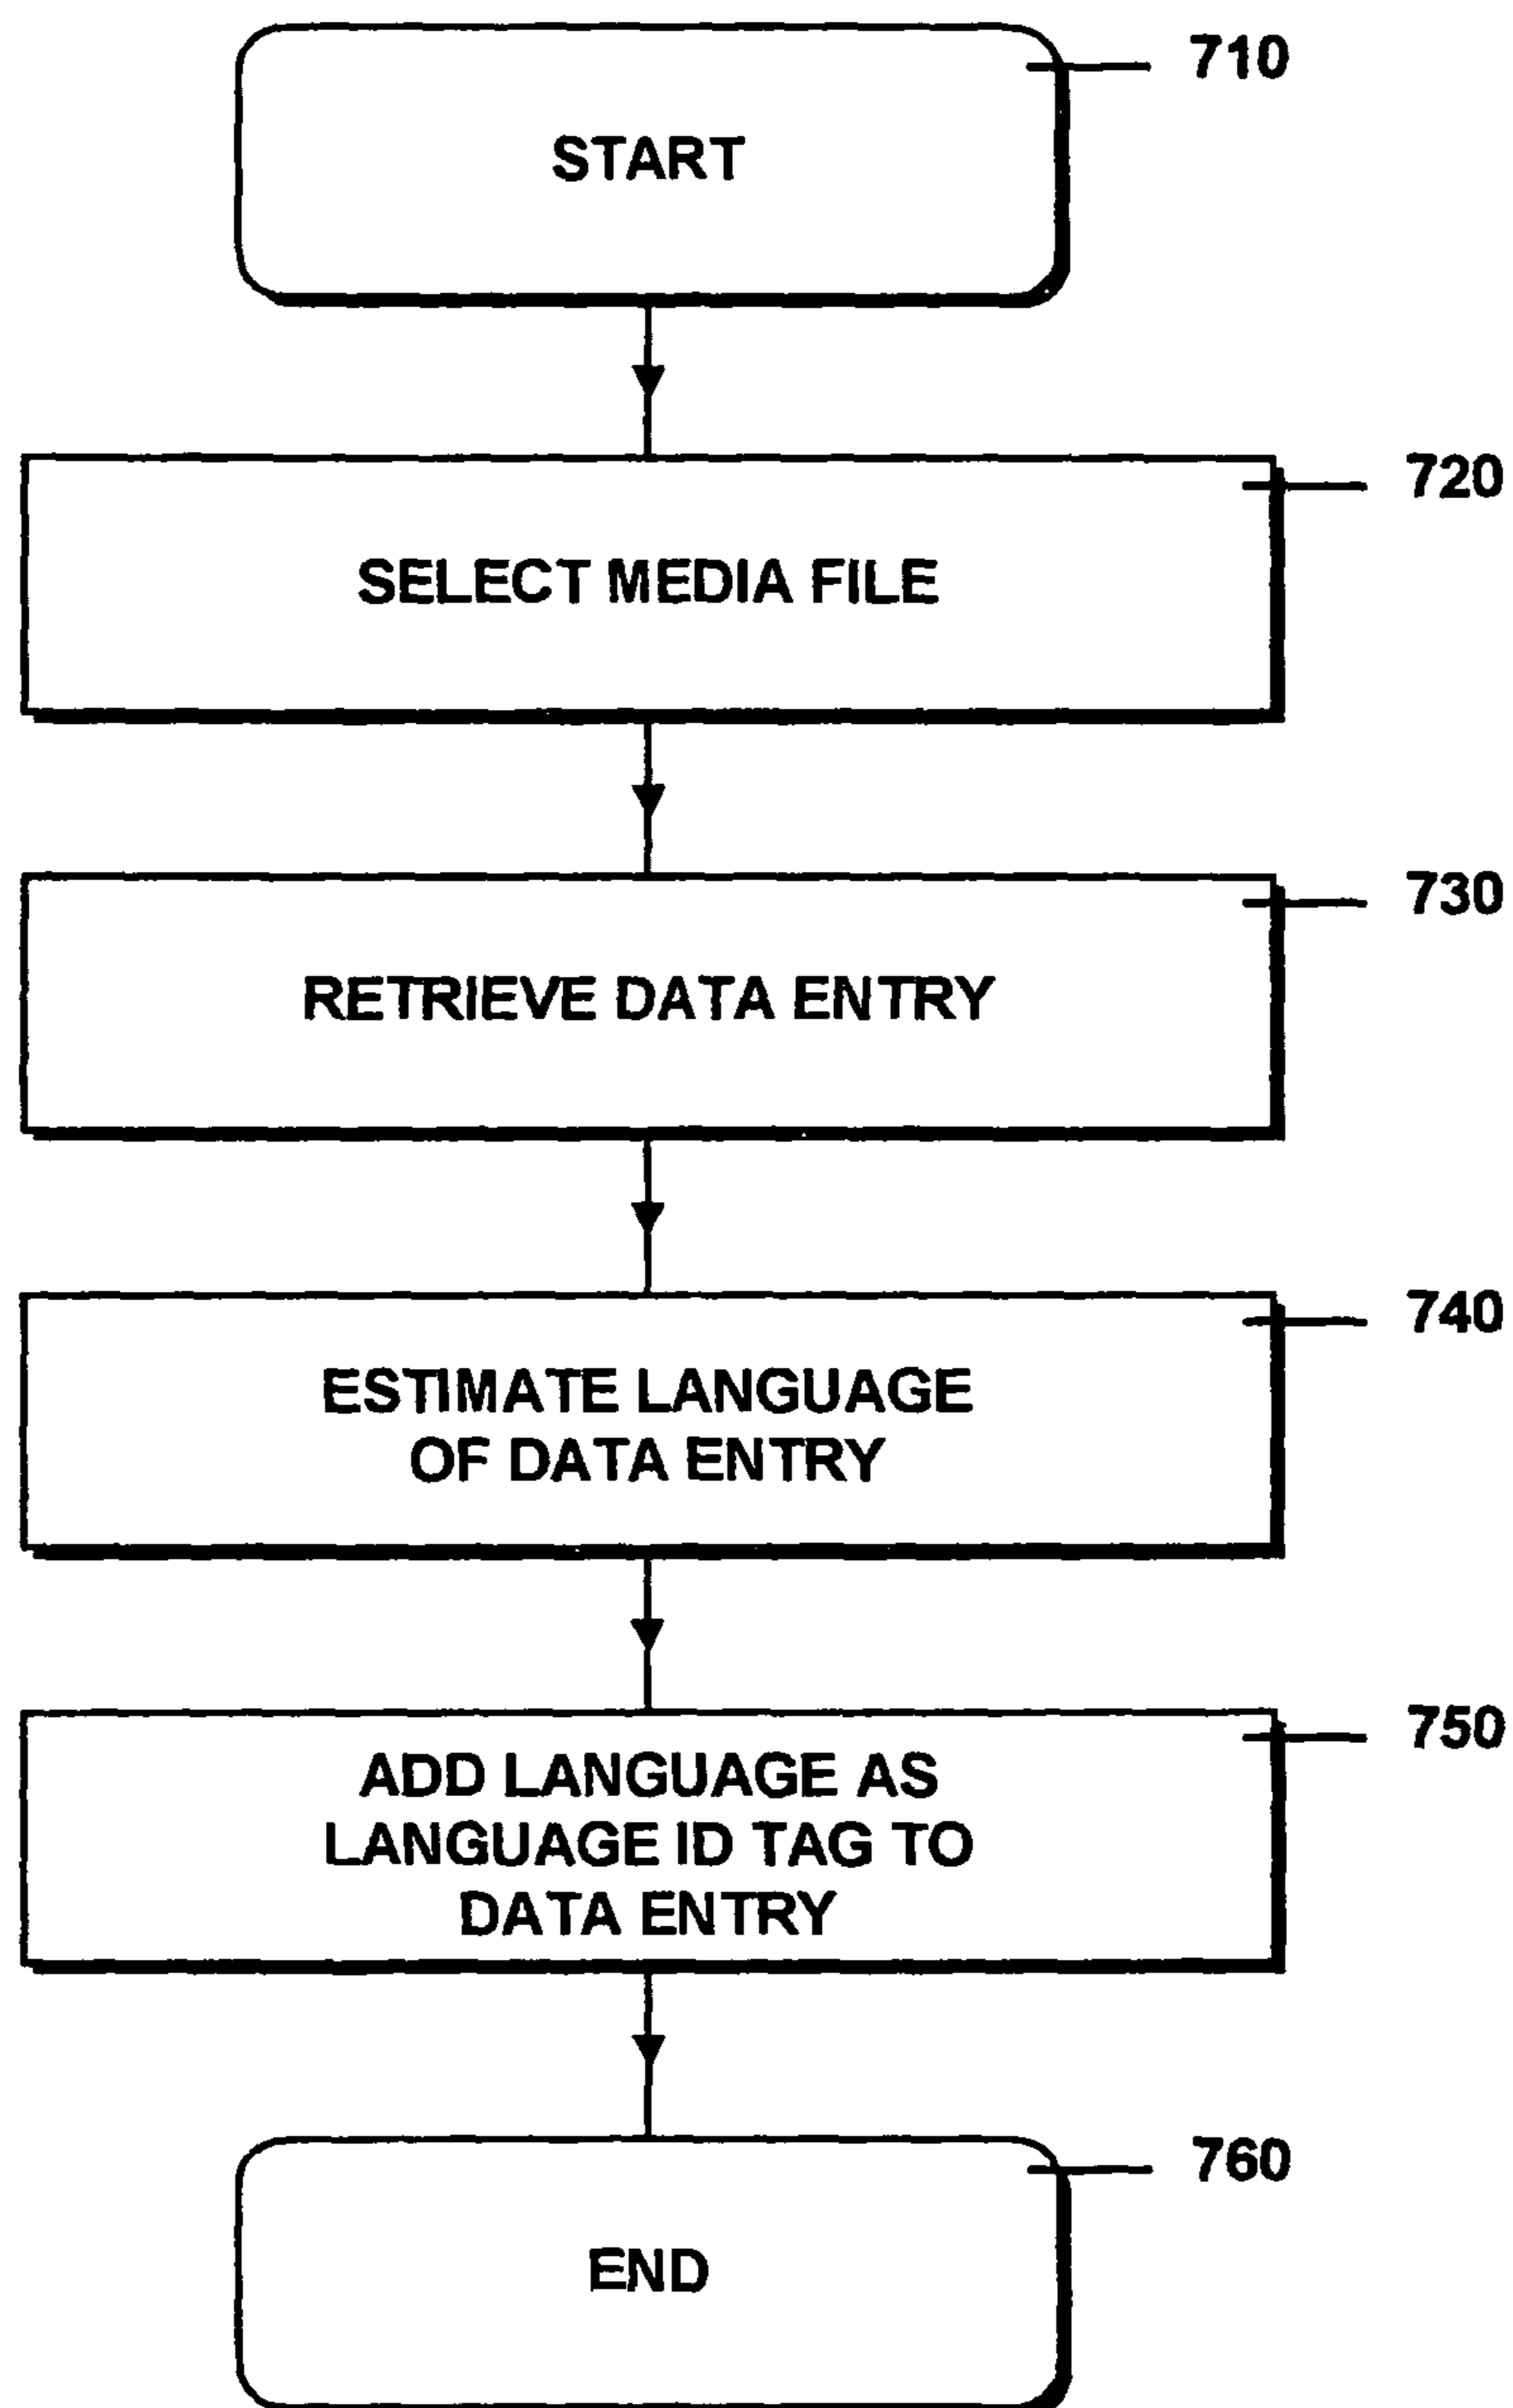 710
START
720
SELECT MEDIA FILE
730
RETRIEVE DATA ENTRY
740
ESTIMATE LANGUAGE
OF DATA ENTRY
750
ADD LANGUAGE AS
LANGUAGE ID TAG TO
DATA ENTRY
760
END